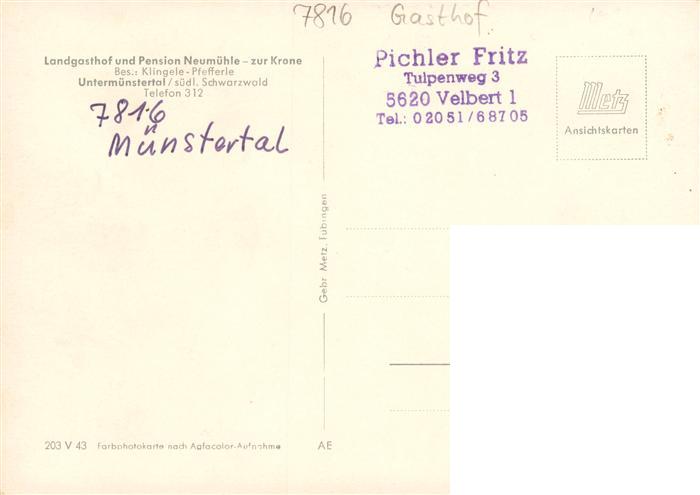 7816 Gasthof
Landgasthof und Pension Neumühle – zur Krone
Bes.: Klingele-Pfefferle
Untermünstertal / südl. Schwarzwald
Telefon 312
7816
Münstertal
Pichler Fritz
Tulpenweg 3
5620 Velbert 1
Tel.: 02051/68705
Metz
Ansichtskarten
Gebr. Metz, Tübingen
203 V 43 Farbphotokarte nach Agfacolor-Aufnahme AE